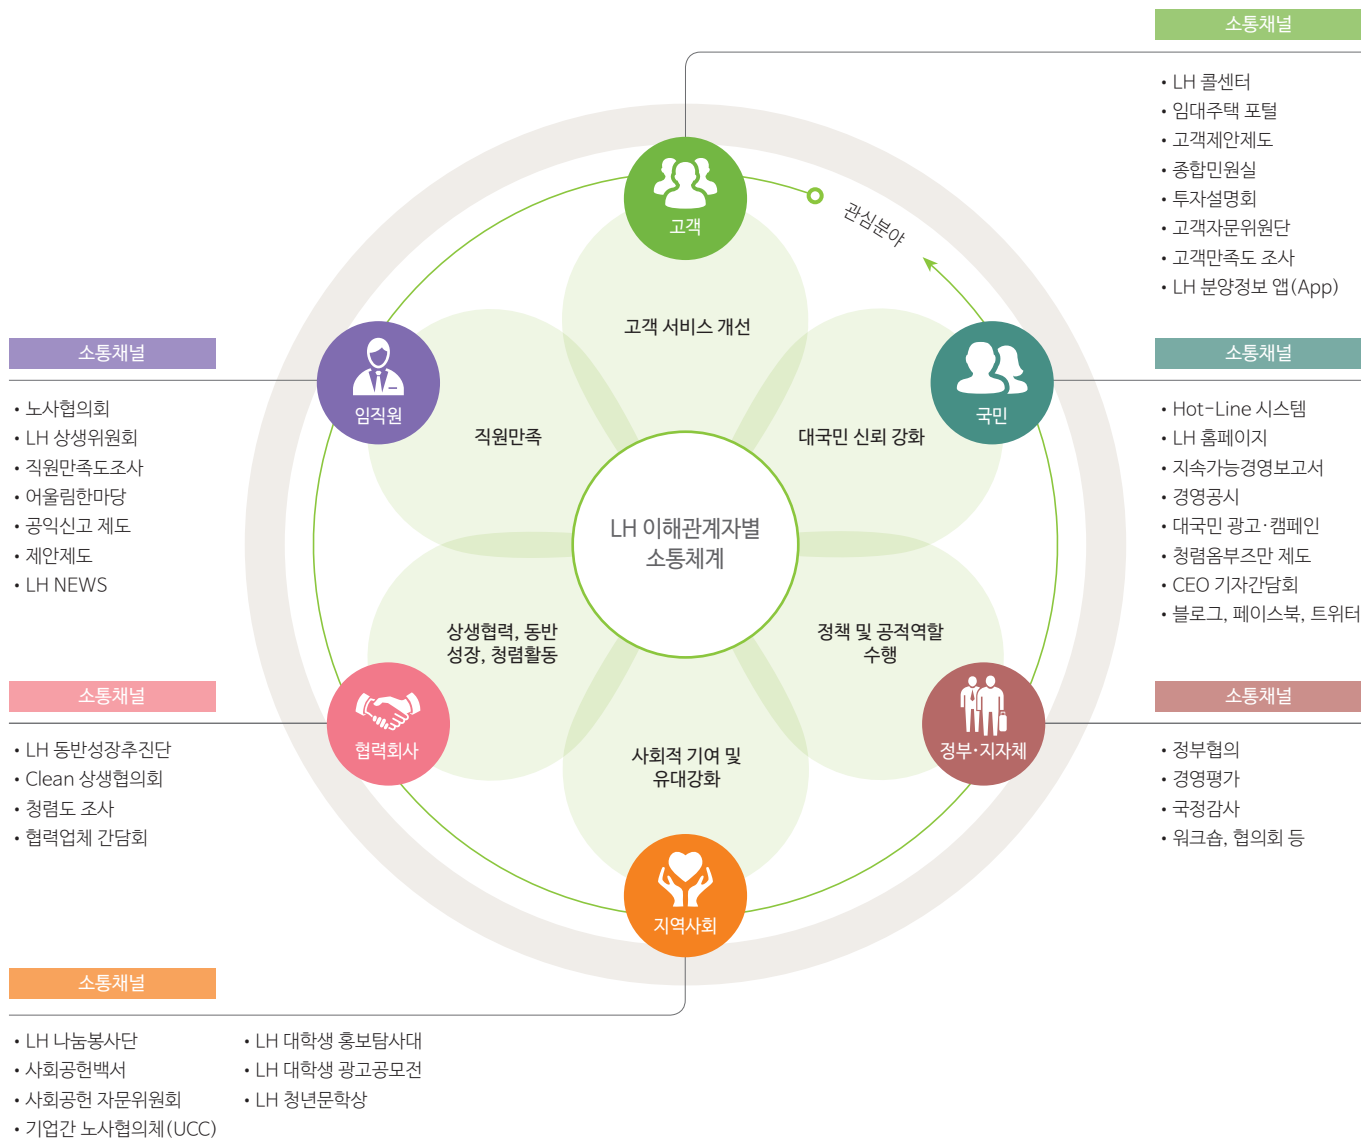 소통채널
• LH 콜센터
• 임대주택 포털
• 고객제안제도
• 종합민원실
• 투자설명회
• 고객자문위원단
• 고객만족도 조사
• LH 분양정보 앱(App)
고객
관심분야
고객 서비스 개선
소통채널
• 노사협의회
• LH 상생위원회
• 직원만족도조사
• 어울림한마당
• 공익신고 제도
• 제안제도
• LH NEWS
임직원
직원만족
대국민 신뢰 강화
국민
소통채널
• Hot-Line 시스템
• LH 홈페이지
• 지속가능경영보고서
• 경영공시
• 대국민 광고·캠페인
• 청렴옴부즈만 제도
• CEO 기자간담회
• 블로그, 페이스북, 트위터
LH 이해관계자별
소통체계
소통채널
• LH 동반성장추진단
• Clean 상생협의회
• 청렴도 조사
• 협력업체 간담회
협력회사
상생협력, 동반
성장, 청렴활동
정책 및 공적역할
수행
정부·지자체
소통채널
• 정부협의
• 경영평가
• 국정감사
• 워크숍, 협의회 등
사회적 기여 및
유대강화
지역사회
소통채널
• LH 나눔봉사단
• 사회공헌백서
• 사회공헌 자문위원회
• 기업간 노사협의체(UCC)
• LH 대학생 홍보탐사대
• LH 대학생 광고공모전
• LH 청년문학상